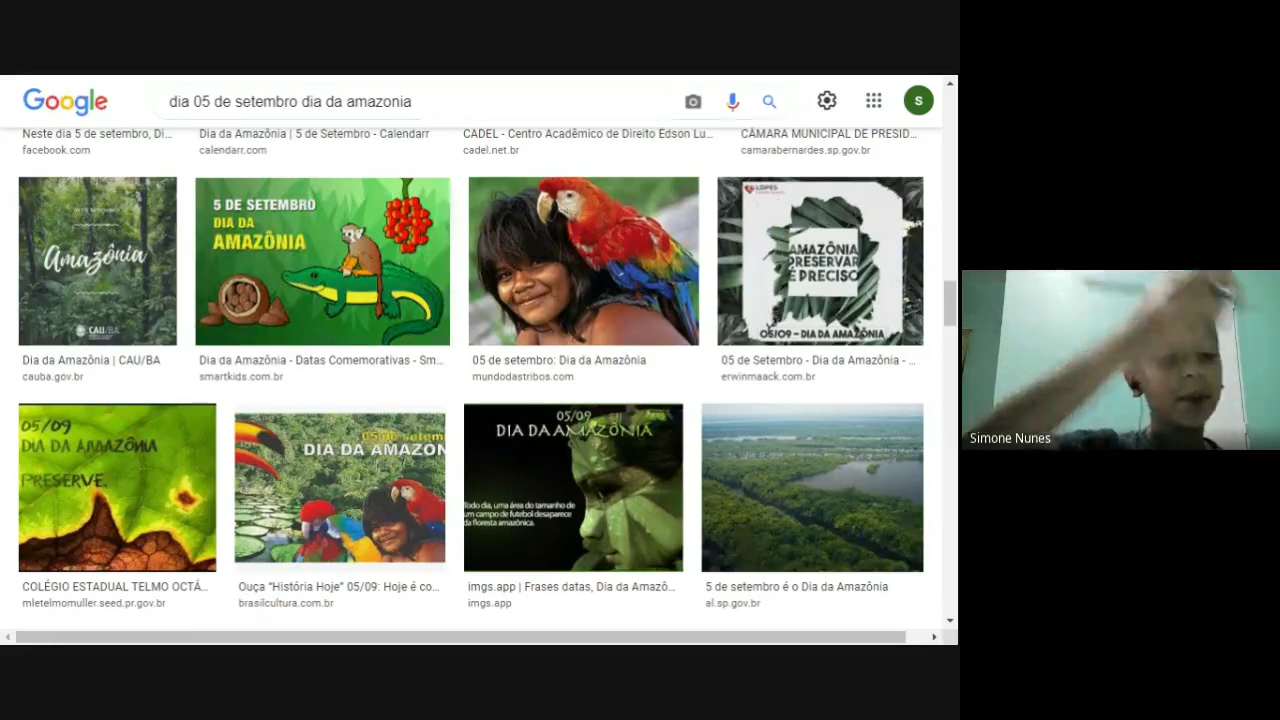 Google
dia 05 de setembro dia da amazonia
S
Neste dia 5 de setembro, Di...
Dia da Amazônia | 5 de Setembro - Calendarr
CADEL - Centro Acadêmico de Direito Edson Lu...
CÂMARA MUNICIPAL DE PRESID...
facebook.com
calendarr.com
cadel.net.br
camarabernardes.sp.gov.br
Amazônia
CAU/BA
5 DE SETEMBRO
DIA DA
AMAZÔNIA
LOPES
AMAZÔNIA
PRESERVAR
É PRECISO
05/09 - DIA DA AMAZÔNIA
Dia da Amazônia | CAU/BA
Dia da Amazônia - Datas Comemorativas - Sm...
05 de setembro: Dia da Amazônia
05 de Setembro - Dia da Amazônia - ...
cauba.gov.br
smartkids.com.br
mundodastribos.com
erwinmaack.com.br
05/09
DIA DA AMAZÔNIA
PRESERVE.
05 de setem
DIA DA AMAZON
05/09
DIA DA AMAZONIA
Todo dia, uma área do tamanho de
um campo de futebol desaparece
da floresta amazônica.
COLÉGIO ESTADUAL TELMO OCTÁ...
Ouça “História Hoje” 05/09: Hoje é co...
imgs.app | Frases datas, Dia da Amazô...
5 de setembro é o Dia da Amazônia
mletelmomuller.seed.pr.gov.br
brasilcultura.com.br
imgs.app
al.sp.gov.br
Simone Nunes